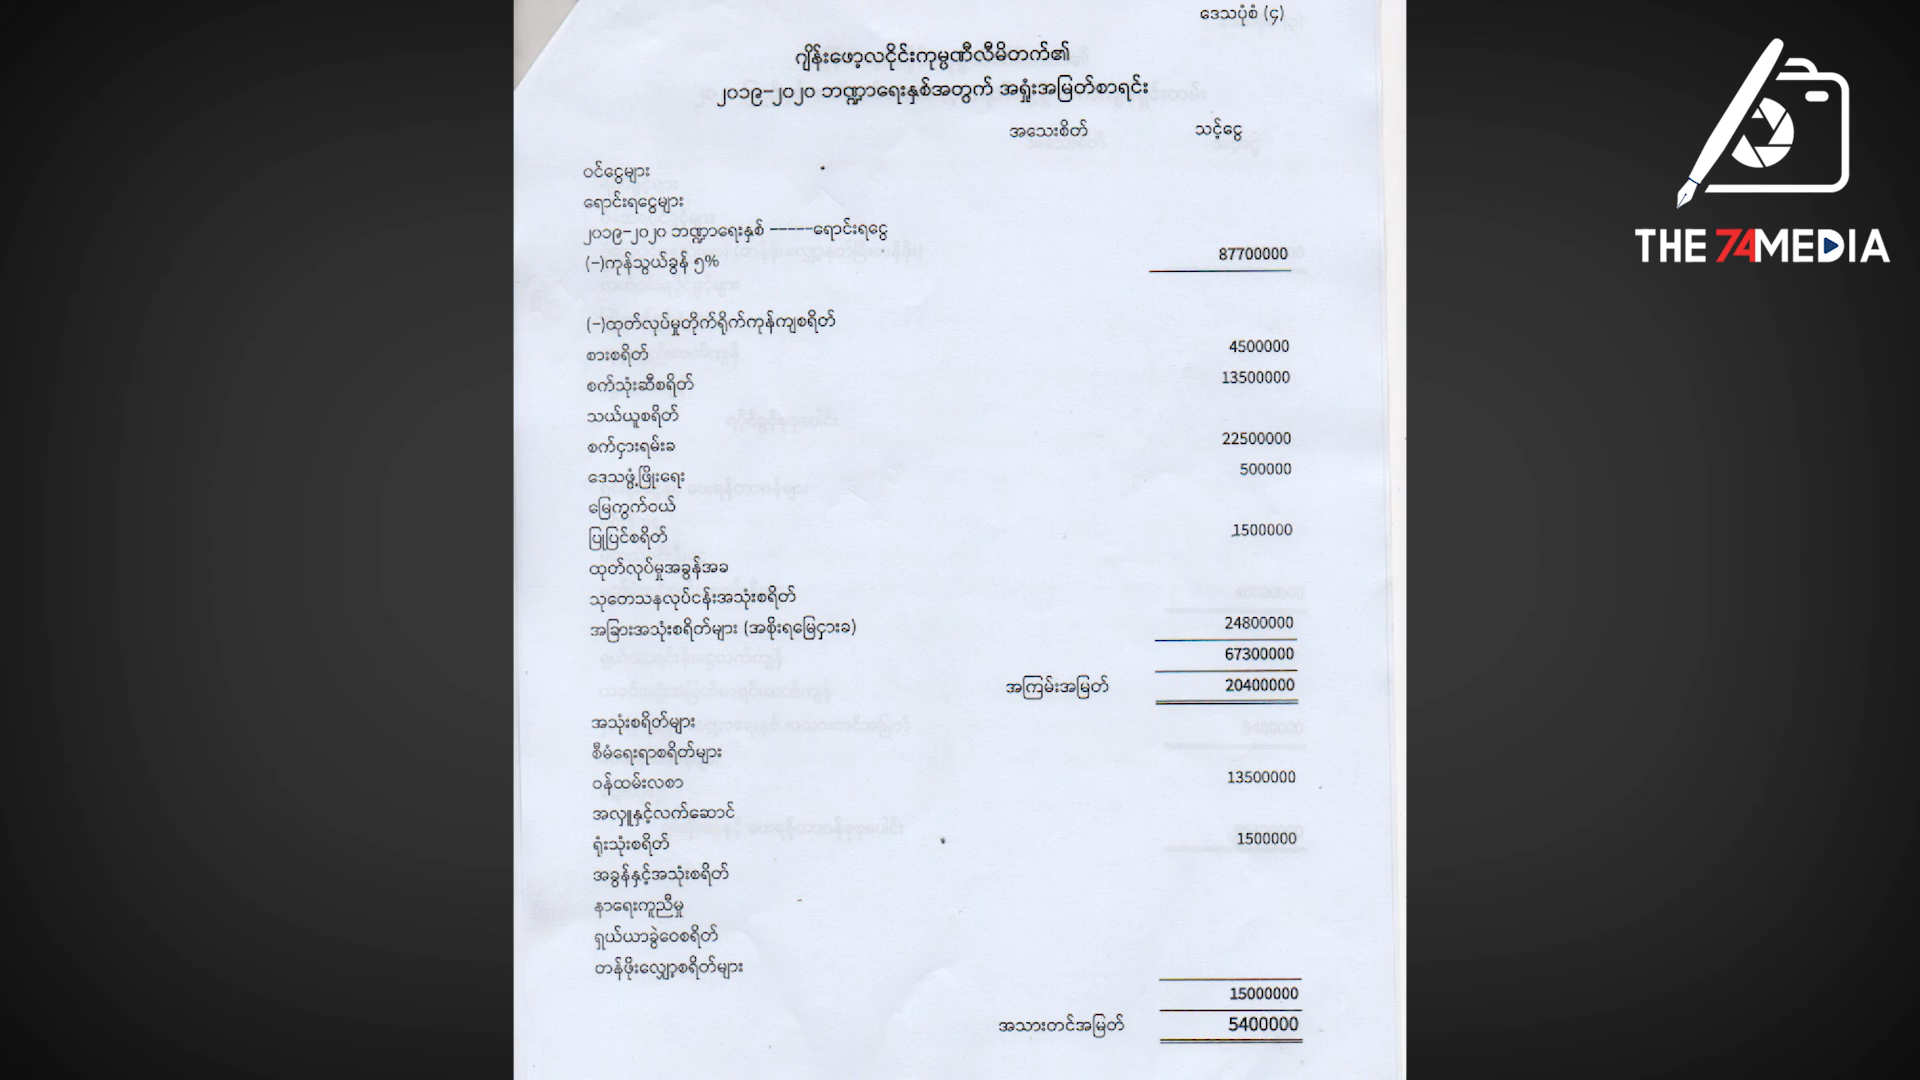 ဒေသပုံစံ (၄)
ဂျိန်းဖော့လငိုင်းကုမ္ပဏီလီမိတက်၏
၂၀၁၉-၂၀၂၀ ဘဏ္ဍာရေးနှစ်အတွက် အရှုံးအမြတ်စာရင်း
အသေးစိတ် သင့်ငွေ
ဝင်ငွေများ
ရောင်းရငွေများ
၂၀၁၉-၂၀၂၀ ဘဏ္ဍာရေးနှစ် -----ရောင်းရငွေ
(-)ကုန်သွယ်ခွန် ၅% 87700000
(-)ထုတ်လုပ်မှုတိုက်ရိုက်ကုန်ကျစရိတ်
စားစရိတ် 4500000
စက်သုံးဆီစရိတ် 13500000
သယ်ယူစရိတ်
စက်ငှားရမ်းခ 22500000
ဒေသဖွံ့ဖြိုးရေး 500000
မြေကွက်ဝယ်
ပြုပြင်စရိတ် 1500000
ထုတ်လုပ်မှုအခွန်အခ
သုတေသနလုပ်ငန်းအသုံးစရိတ်
အခြားအသုံးစရိတ်များ (အစိုးရမြေငှားခ) 24800000
67300000
အကြမ်းအမြတ် 20400000
အသုံးစရိတ်များ
စီမံရေးရာစရိတ်များ
ဝန်ထမ်းလစာ 13500000
အလှူနှင့်လက်ဆောင်
ရုံးသုံးစရိတ် 1500000
အခွန်နှင့်အသုံးစရိတ်
နာရေးကူညီမှု
ရှယ်ယာခွဲဝေစရိတ်
တန်ဖိုးလျှော့စရိတ်များ
15000000
အသားတင်အမြတ် 5400000
THE 74 MEDIA